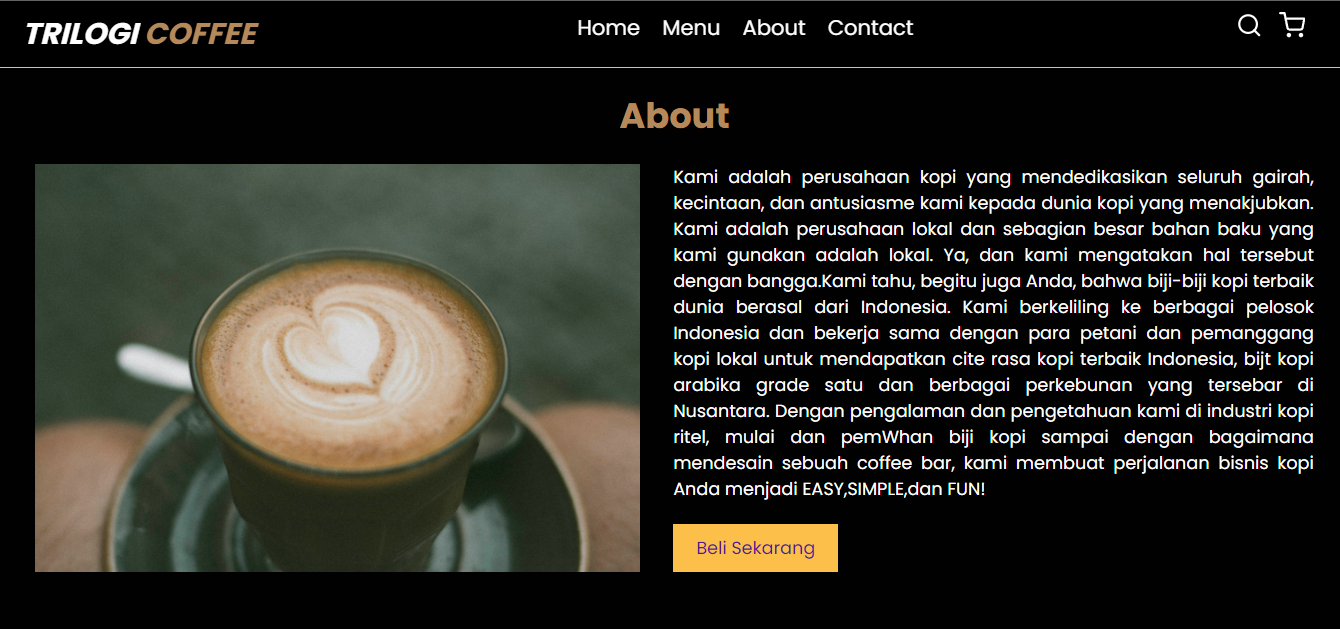 TRILOGI COFFEE
Home Menu About Contact
About
Kami adalah perusahaan kopi yang mendedikasikan seluruh gairah,
kecintaan, dan antusiasme kami kepada dunia kopi yang menakjubkan.
Kami adalah perusahaan lokal dan sebagian besar bahan baku yang
kami gunakan adalah lokal. Ya, dan kami mengatakan hal tersebut
dengan bangga.Kami tahu, begitu juga Anda, bahwa biji-biji kopi terbaik
dunia berasal dari Indonesia. Kami berkeliling ke berbagai pelosok
Indonesia dan bekerja sama dengan para petani dan pemanggang
kopi lokal untuk mendapatkan cite rasa kopi terbaik Indonesia, bijt kopi
arabika grade satu dan berbagai perkebunan yang tersebar di
Nusantara. Dengan pengalaman dan pengetahuan kami di industri kopi
ritel, mulai dan pemWhan biji kopi sampai dengan bagaimana
mendesain sebuah coffee bar, kami membuat perjalanan bisnis kopi
Anda menjadi EASY,SIMPLE,dan FUN!
Beli Sekarang